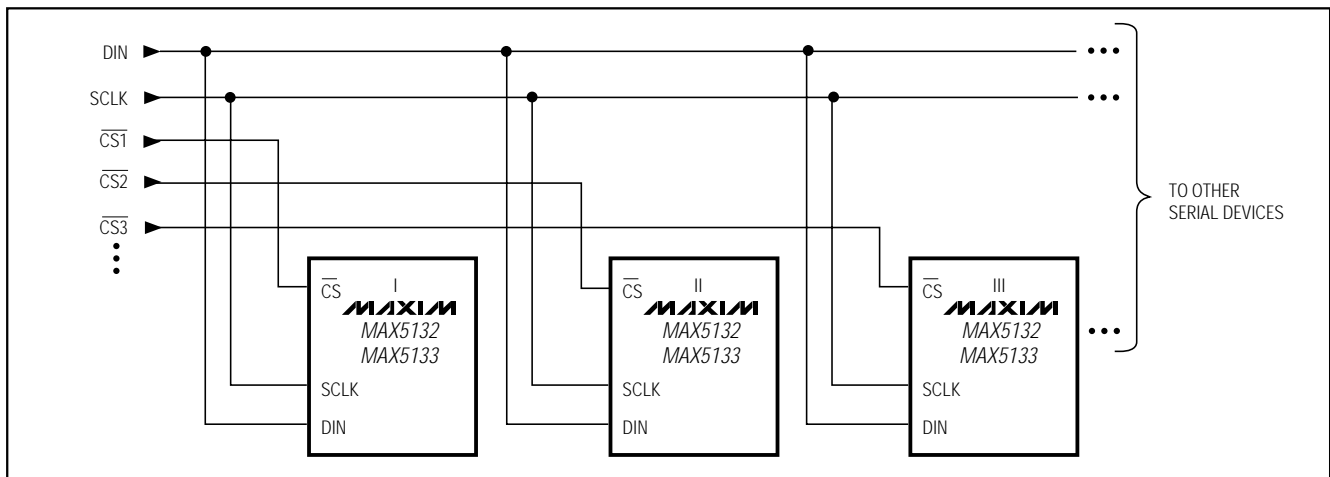 DIN
SCLK
CS1
CS2
CS3
TO OTHER
SERIAL DEVICES
CS
I
MAXIM
MAX5132
MAX5133
SCLK
DIN
CS
II
MAXIM
MAX5132
MAX5133
SCLK
DIN
CS
III
MAXIM
MAX5132
MAX5133
SCLK
DIN